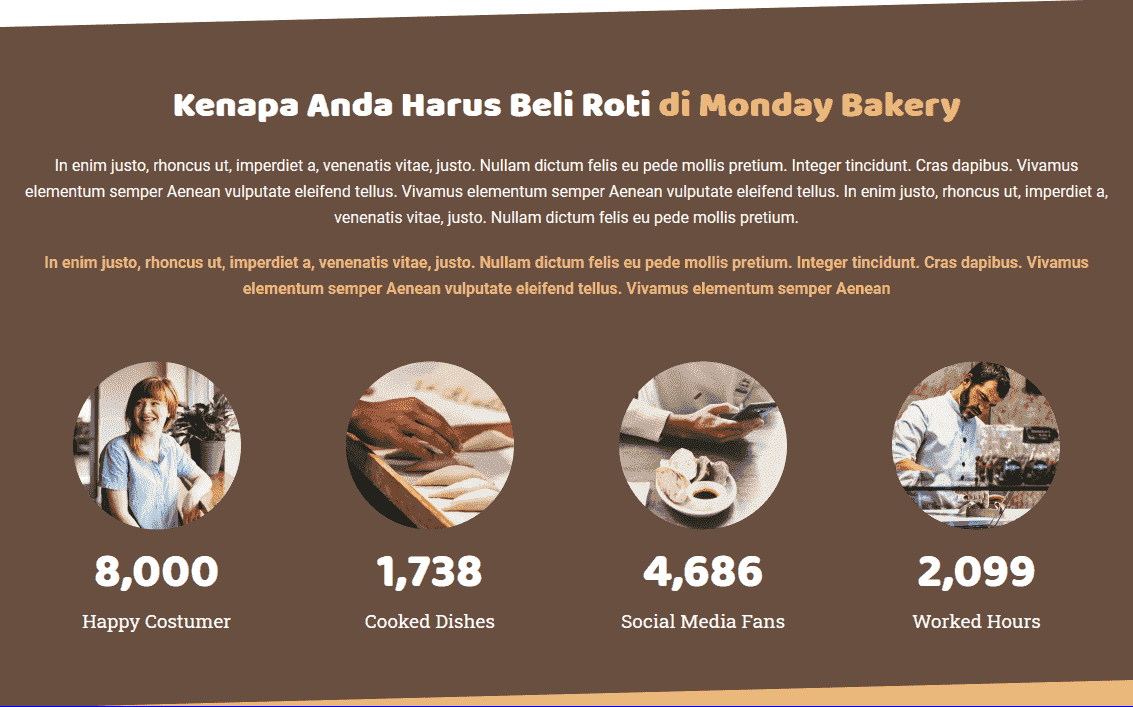 Kenapa Anda Harus Beli Roti di Monday Bakery
In enim justo, rhoncus ut, imperdiet a, venenatis vitae, justo. Nullam dictum felis eu pede mollis pretium. Integer tincidunt. Cras dapibus. Vivamus
elementum semper Aenean vulputate eleifend tellus. Vivamus elementum semper Aenean vulputate eleifend tellus. In enim justo, rhoncus ut, imperdiet a,
venenatis vitae, justo. Nullam dictum felis eu pede mollis pretium.
In enim justo, rhoncus ut, imperdiet a, venenatis vitae, justo. Nullam dictum felis eu pede mollis pretium. Integer tincidunt. Cras dapibus. Vivamus
elementum semper Aenean vulputate eleifend tellus. Vivamus elementum semper Aenean
8,000
Happy Costumer
1,738
Cooked Dishes
4,686
Social Media Fans
2,099
Worked Hours